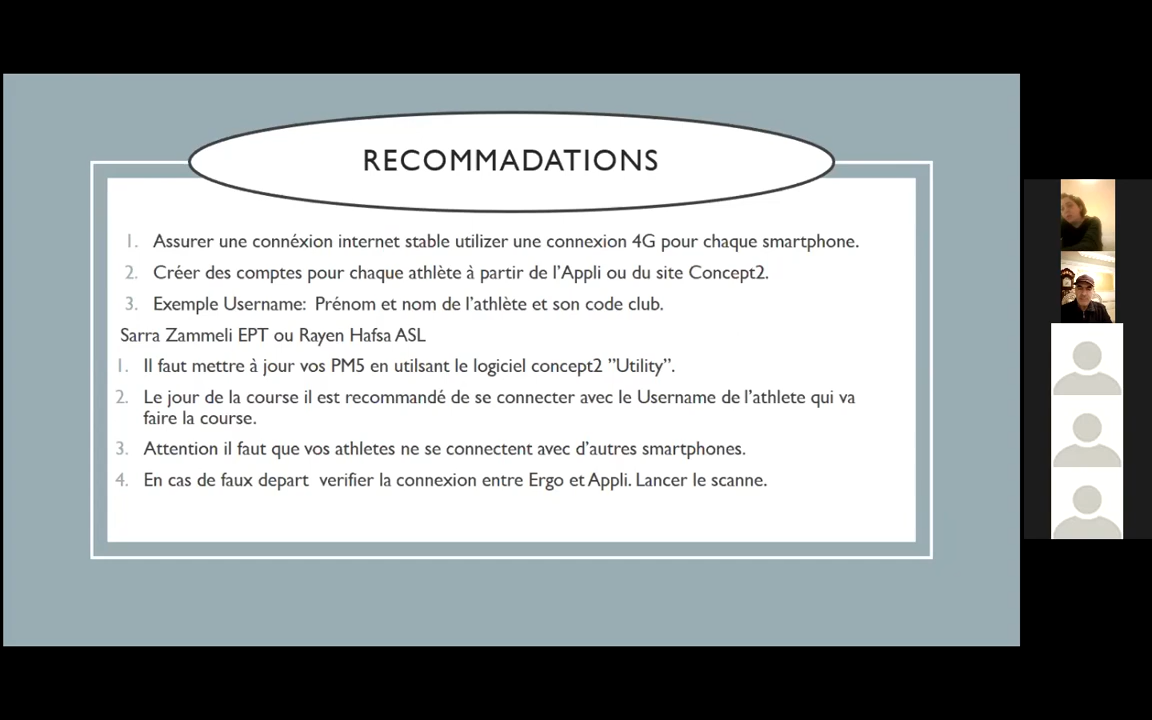 RECOMMADATIONS
1. Assurer une connéxion internet stable utilizer une connexion 4G pour chaque smartphone.
2. Créer des comptes pour chaque athlète à partir de l'Appli ou du site Concept2.
3. Exemple Username: Prénom et nom de l'athlète et son code club.
Sarra Zammeli EPT ou Rayen Hafsa ASL
1. Il faut mettre à jour vos PM5 en utilsant le logiciel concept2 ”Utility”.
2. Le jour de la course il est recommandé de se connecter avec le Username de l'athlete qui va
faire la course.
3. Attention il faut que vos athletes ne se connectent avec d'autres smartphones.
4. En cas de faux depart verifier la connexion entre Ergo et Appli. Lancer le scanne.